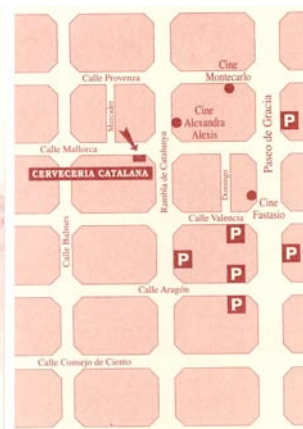 Cine
Montecarlo
Calle Provenza
Mercader
Cine
Alexandra
Alexis
P
Paseo de Gracia
Calle Mallorca
CERVECERIA CATALANA
Rambla de Catalunya
Domingo
Cine
Fastasio
Calle Valencia
Calle Balmes
P
P
P
P
Calle Aragón
P
Calle Consejo de Ciento